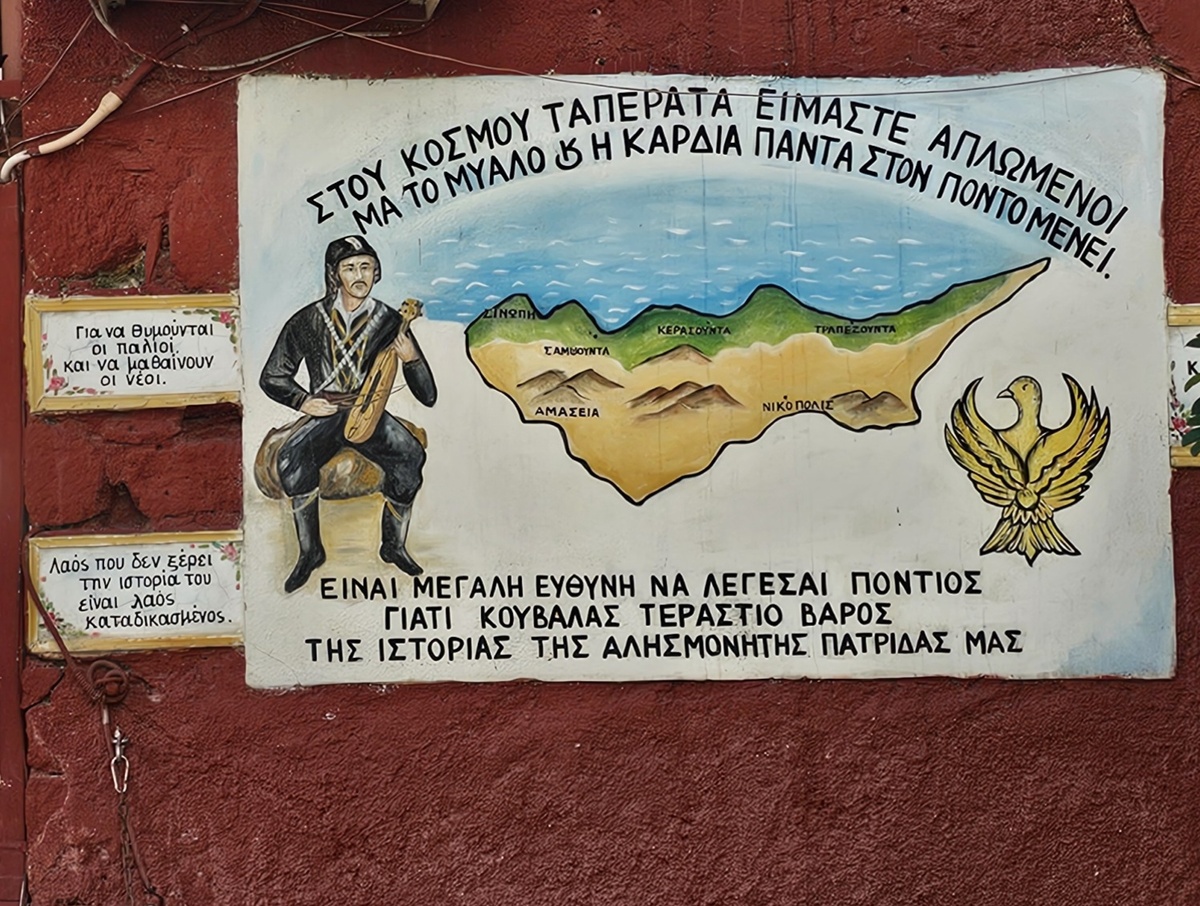 ΣΤΟΥ ΚΟΣΜΟΥ ΤΑΠΕΡΑΤΑ ΕΙΜΑΣΤΕ ΑΠΛΩΜΕΝΟΙ
ΜΑ ΤΟ ΜΥΑΛΟ & Η ΚΑΡΔΙΑ ΠΑΝΤΑ ΣΤΟΝ ΠΟΝΤΟ ΜΕΝΕΙ.
ΣΙΝΩΠΗ
ΣΑΜΨΟΥΝΤΑ
ΚΕΡΑΣΟΥΝΤΑ
ΤΡΑΠΕΖΟΥΝΤΑ
ΑΜΑΣΕΙΑ
ΝΙΚΟΠΟΛΙΣ
ΕΙΝΑΙ ΜΕΓΑΛΗ ΕΥΘΥΝΗ ΝΑ ΛΕΓΕΣΑΙ ΠΟΝΤΙΟΣ
ΓΙΑΤΙ ΚΟΥΒΑΛΑΣ ΤΕΡΑΣΤΙΟ ΒΑΡΟΣ
ΤΗΣ ΙΣΤΟΡΙΑΣ ΤΗΣ ΑΛΗΣΜΟΝΗΤΗΣ ΠΑΤΡΙΔΑΣ ΜΑΣ
Για να θυμούνται
οι παλιοί.
και να μαθαίνουν
οι νέοι.
Λαός που δεν ξέρει
την ιστορία του
είναι λαός
καταδικασμένος.